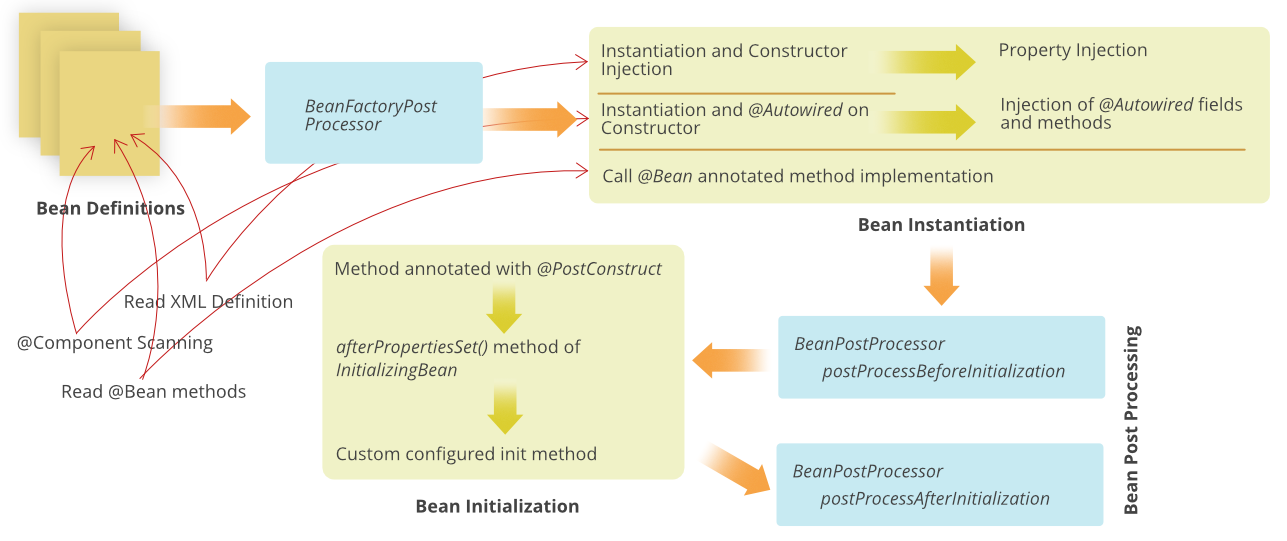 Instantiation and Constructor
Injection
Property Injection
BeanFactoryPost
Processor
Instantiation and @Autowired on
Constructor
Injection of @Autowired fields
and methods
Call @Bean annotated method implementation
Bean Definitions
Bean Instantiation
Read XML Definition
@Component Scanning
Read @Bean methods
Method annotated with @PostConstruct
afterPropertiesSet() method of
InitializingBean
Custom configured init method
Bean Initialization
BeanPostProcessor
postProcessBeforeInitialization
BeanPostProcessor
postProcessAfterInitialization
Bean Post Processing